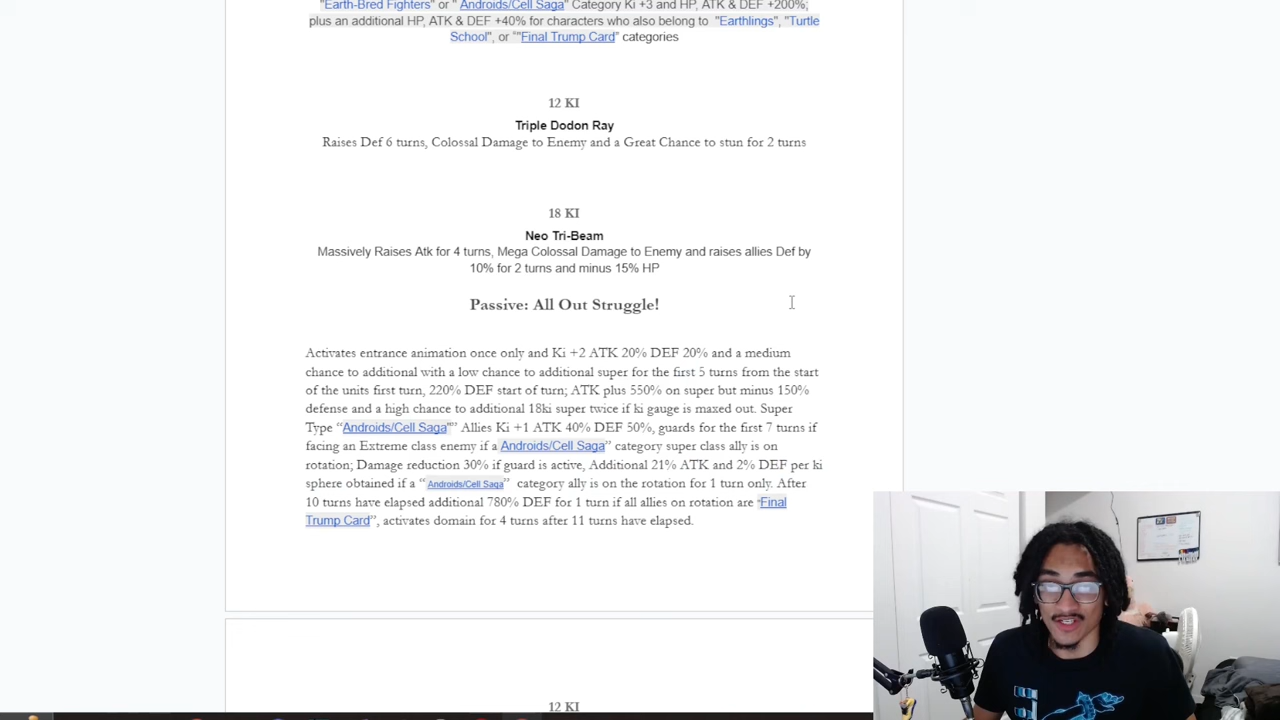 "Earth-Bred Fighters" or " Androids/Cell Saga" Category Ki +3 and HP, ATK & DEF +200%;
plus an additional HP, ATK & DEF +40% for characters who also belong to "Earthlings", "Turtle
School", or "“Final Trump Card” categories
12 KI
Triple Dodon Ray
Raises Def 6 turns, Colossal Damage to Enemy and a Great Chance to stun for 2 turns
18 KI
Neo Tri-Beam
Massively Raises Atk for 4 turns, Mega Colossal Damage to Enemy and raises allies Def by
10% for 2 turns and minus 15% HP
Passive: All Out Struggle!
Activates entrance animation once only and Ki +2 ATK 20% DEF 20% and a medium
chance to additional with a low chance to additional super for the first 5 turns from the start
of the units first turn, 220% DEF start of turn; ATK plus 550% on super but minus 150%
defense and a high chance to additional 18ki super twice if ki gauge is maxed out. Super
Type “Androids/Cell Saga"” Allies Ki +1 ATK 40% DEF 50%, guards for the first 7 turns if
facing an Extreme class enemy if a Androids/Cell Saga” category super class ally is on
rotation; Damage reduction 30% if guard is active, Additional 21% ATK and 2% DEF per ki
sphere obtained if a “ Androids/Cell Saga” category ally is on the rotation for 1 turn only. After
10 turns have elapsed additional 780% DEF for 1 turn if all allies on rotation are “Final
Trump Card”, activates domain for 4 turns after 11 turns have elapsed.
12 KI